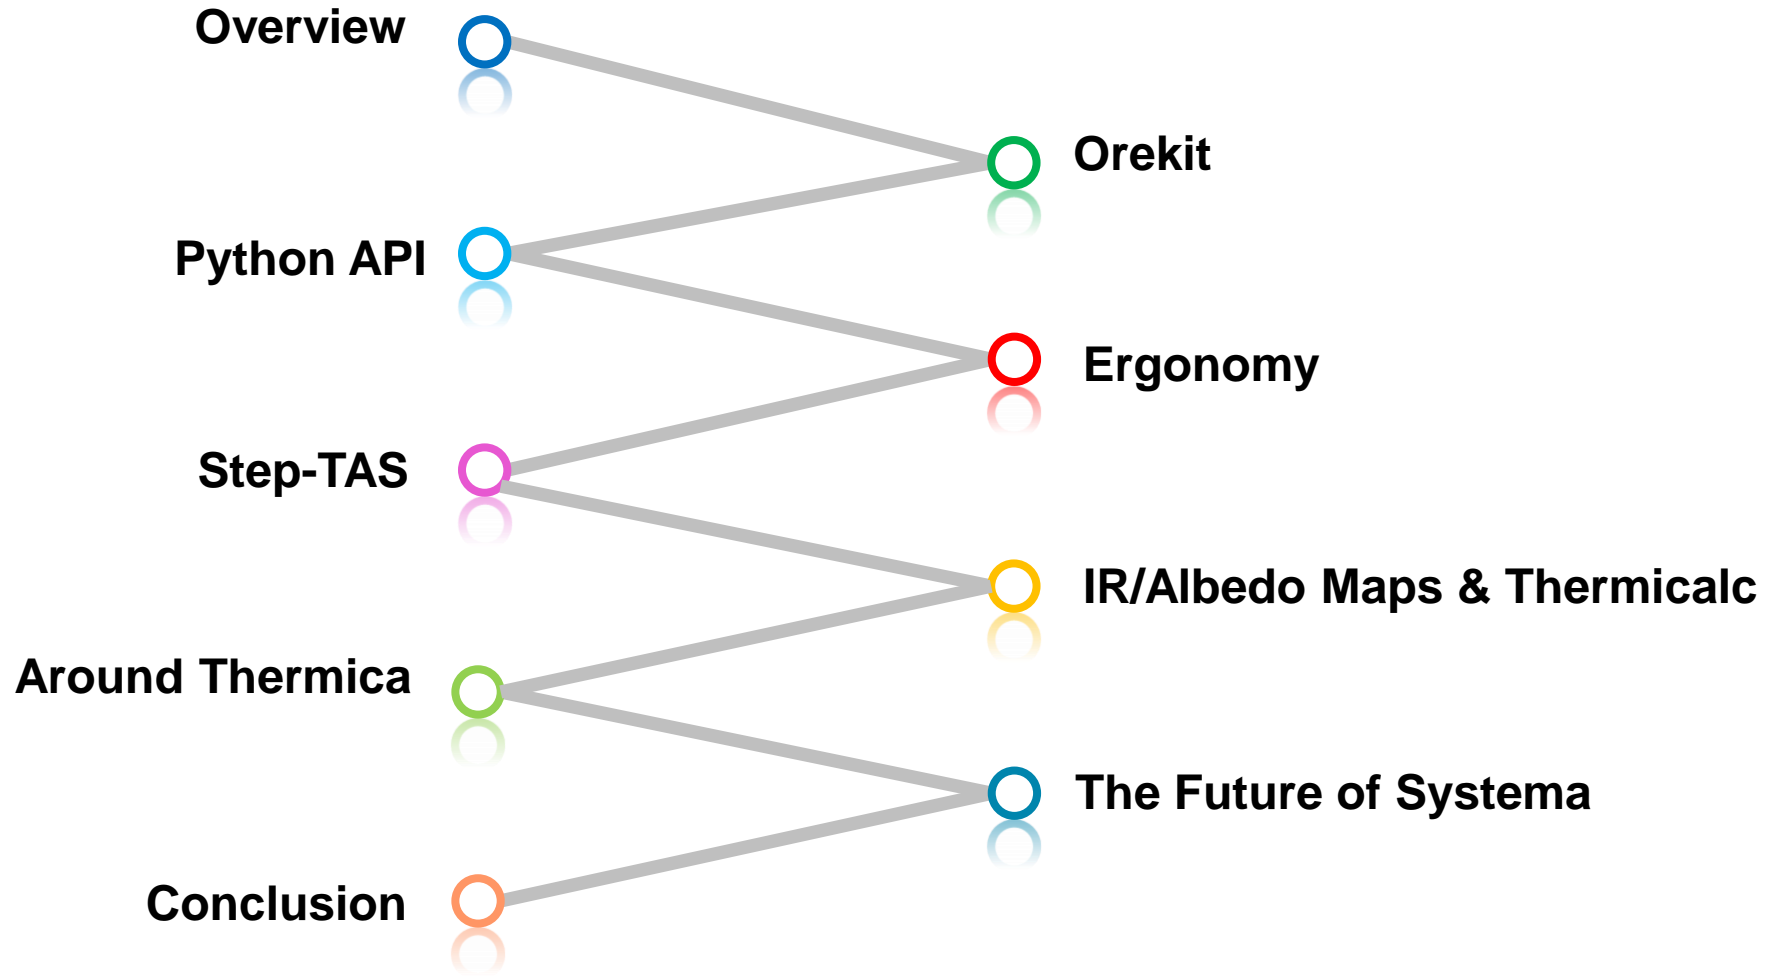 Overview
Orekit
Python API
Ergonomy
Step-TAS
IR/Albedo Maps & Thermicalc
Around Thermica
The Future of Systema
Conclusion